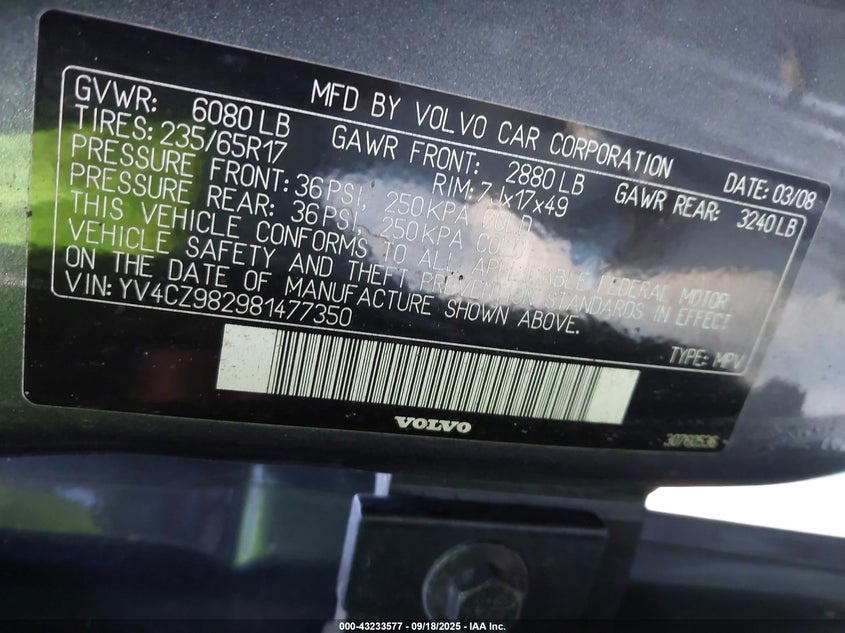 MFD BY VOLVO CAR CORPORATION DATE: 03/08
GVWR: 6080 LB GAWR FRONT: 2880 LB GAWR REAR: 3240 LB
TIRES: 235/65R17 RIM: 7Jx17x49
PRESSURE FRONT: 36 PSI, 250 KPA COLD
PRESSURE REAR: 36 PSI, 250 KPA COLD
THIS VEHICLE CONFORMS TO ALL APPLICABLE FEDERAL MOTOR
VEHICLE SAFETY AND THEFT PREVENTION STANDARDS IN EFFECT
ON THE DATE OF MANUFACTURE SHOWN ABOVE.
VIN: YV4CZ982981477350 TYPE: MPV
VOLVO
30780536
000-43233577 - 09/18/2025 - IAA Inc.